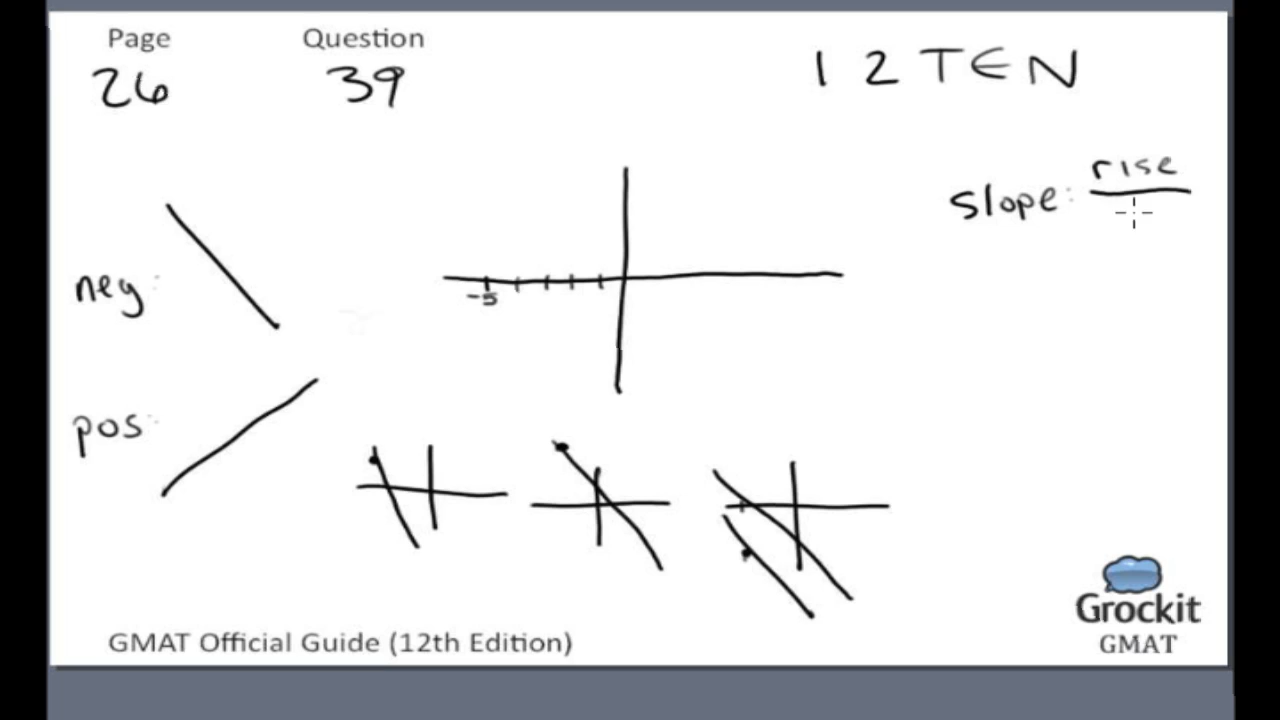 Page Question
26 39
12TEN
slope: rise
neg:
-5
pos:
GMAT Official Guide (12th Edition)
Grockit
GMAT